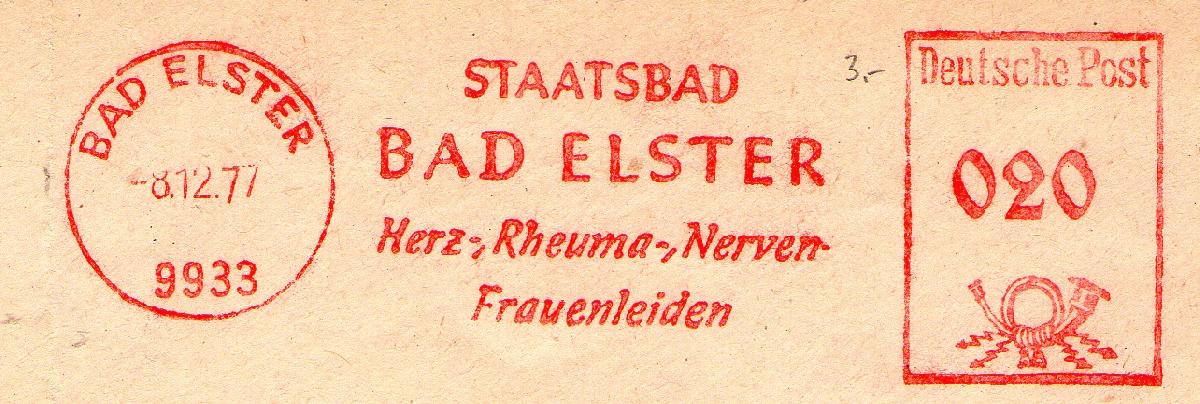 BAD ELSTER
-8.12.77
9933
STAATSBAD
BAD ELSTER
Herz-, Rheuma-, Nerven-
Frauenleiden
3.-
Deutsche Post
020